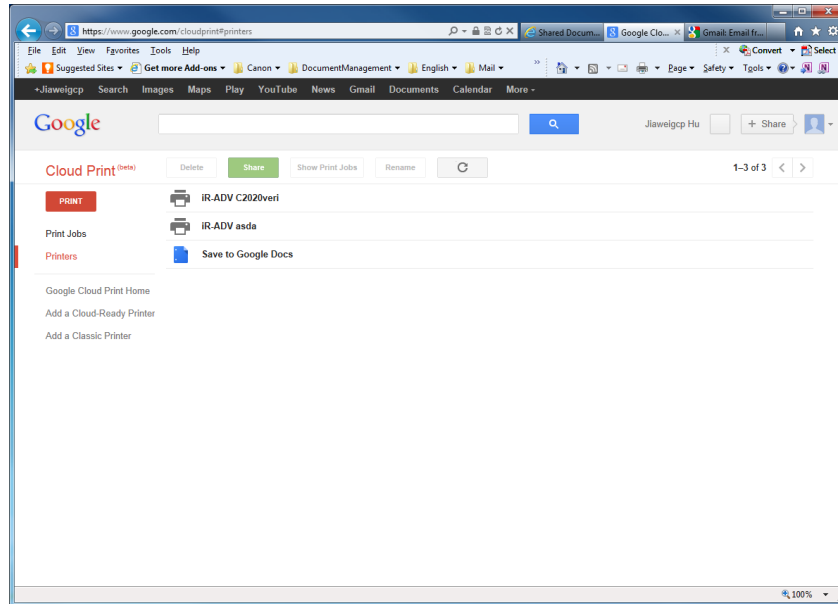 https://www.google.com/cloudprint#printers
Shared Docum...
Google Clo...
Gmail: Email fr...
File Edit View Favorites Tools Help
x Convert Select
Suggested Sites Get more Add-ons Canon DocumentManagement English Mail » Page Safety Tools
+Jiaweigcp Search Images Maps Play YouTube News Gmail Documents Calendar More
Google
Jiaweigcp Hu
+ Share
Cloud Print (beta)
Delete Share Show Print Jobs Rename
1–3 of 3
PRINT
iR-ADV C2020veri
iR-ADV asda
Print Jobs
Printers
Save to Google Docs
Google Cloud Print Home
Add a Cloud-Ready Printer
Add a Classic Printer
100%